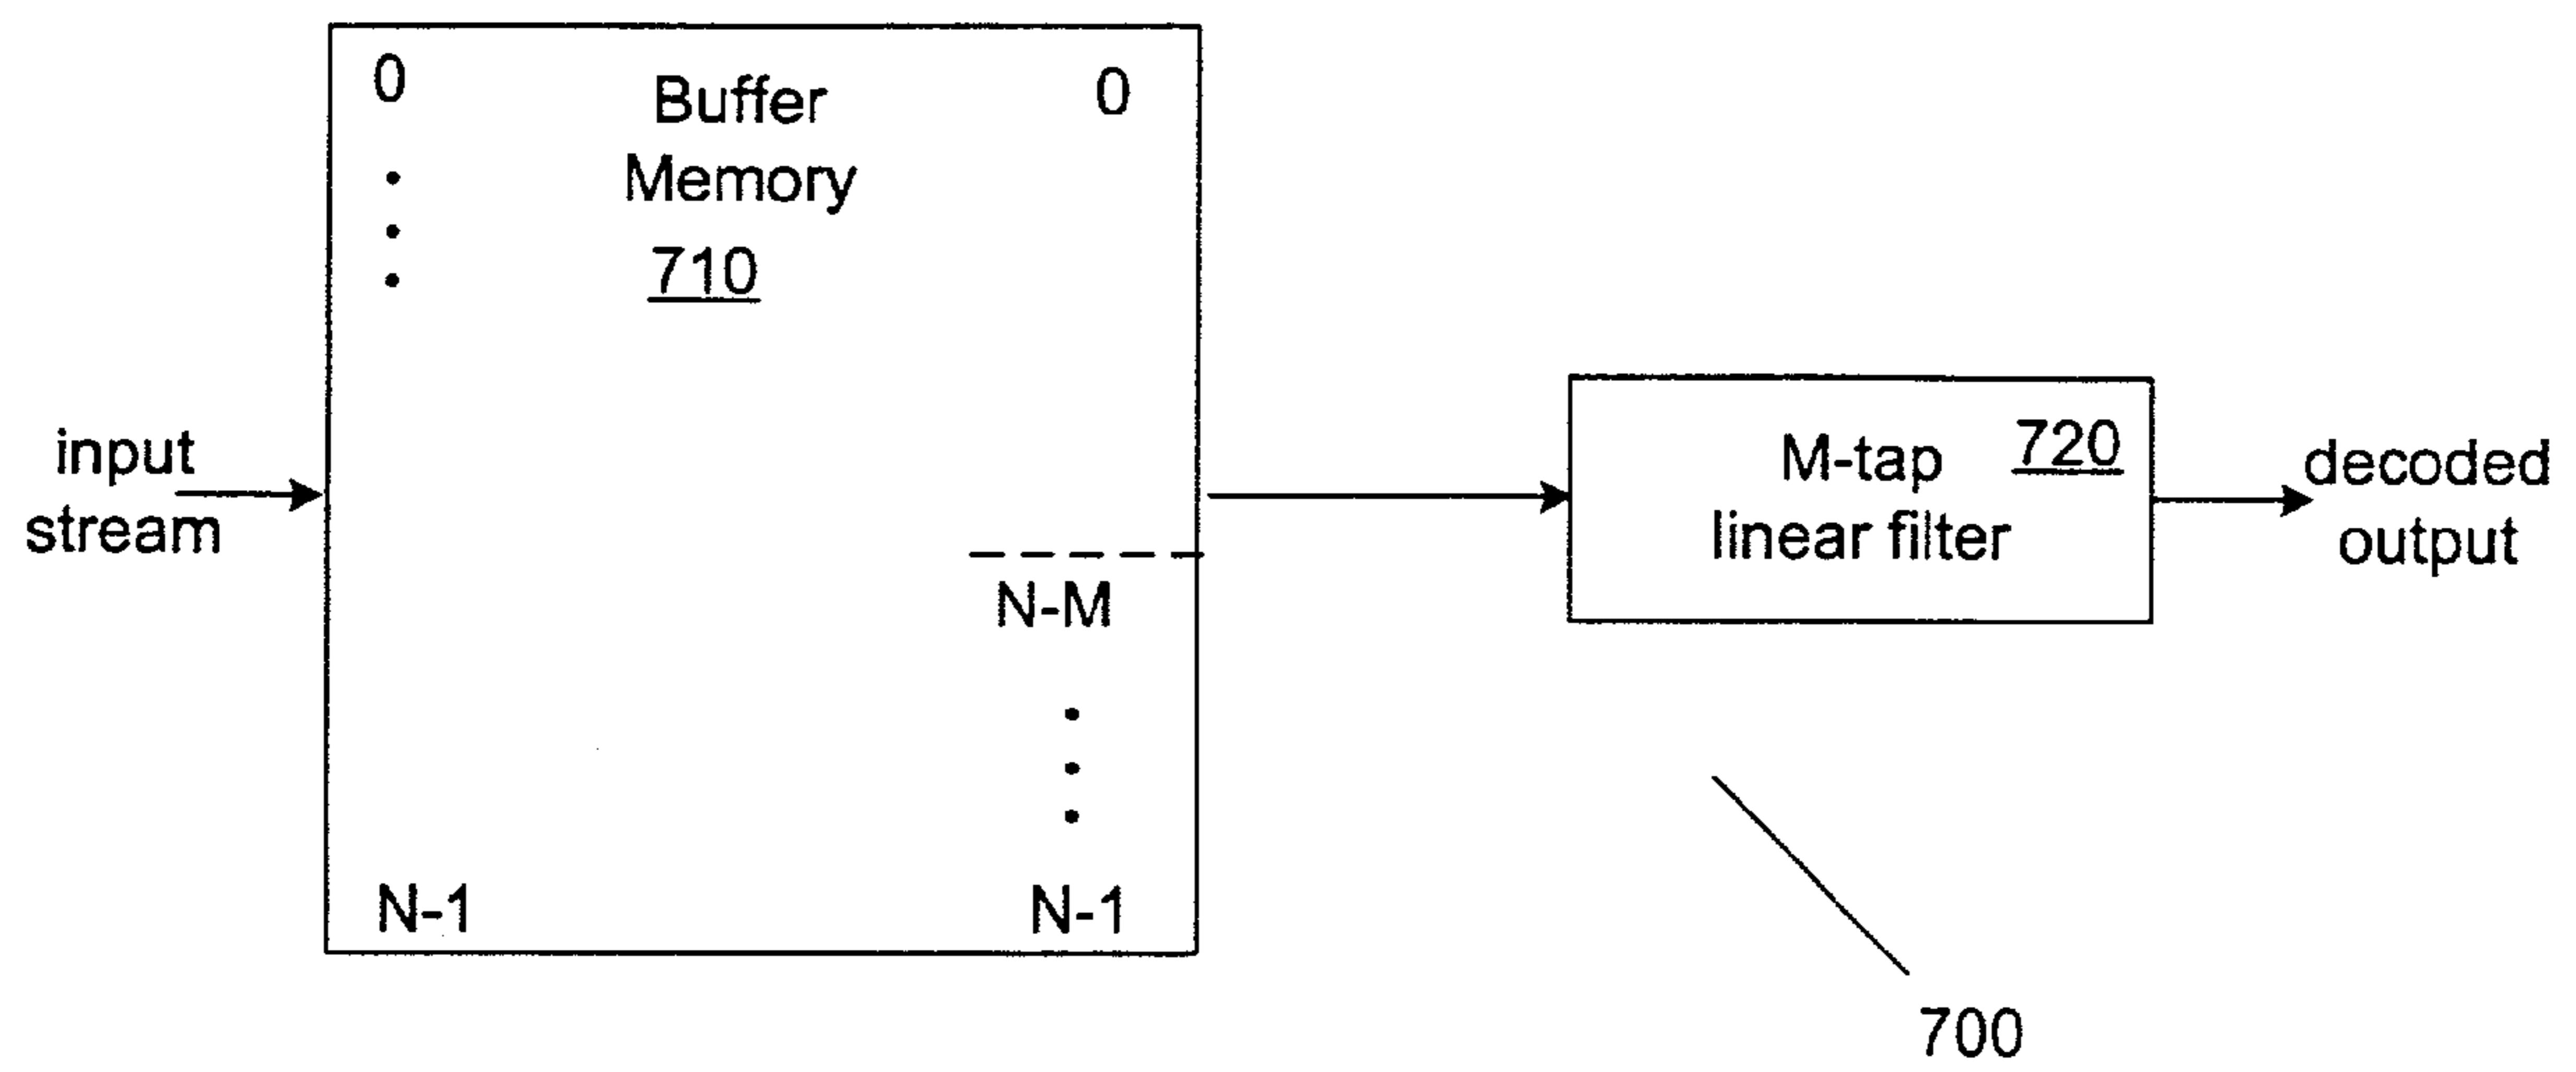 0
0
Buffer
Memory
710
input
stream
N-M
N-1
N-1
M-tap
720
linear filter
decoded
output
700